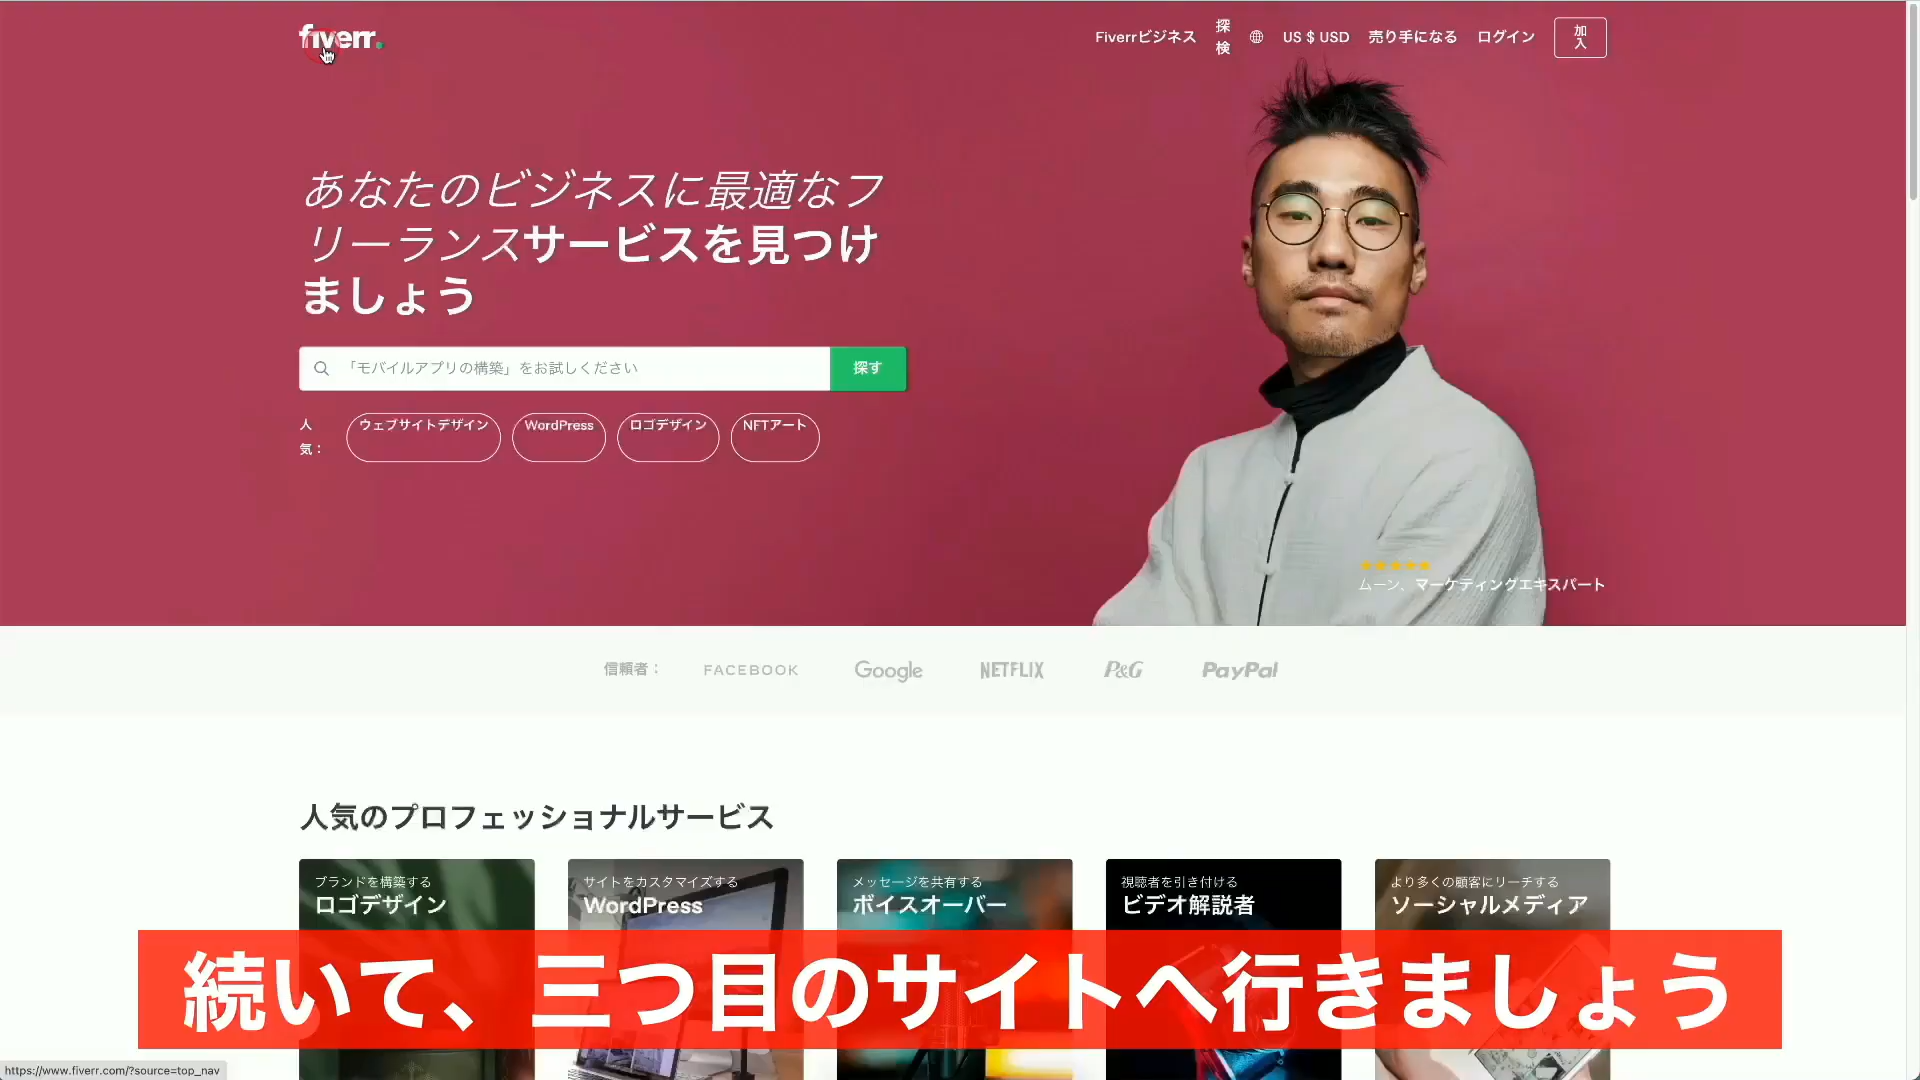 fiverr.
Fiverrビジネス
探検
US $ USD
売り手になる
ログイン
加入
あなたのビジネスに最適なフ
リーランスサービスを見つけ
ましょう
「モバイルアプリの構築」をお試しください
探す
人気：
ウェブサイトデザイン
WordPress
ロゴデザイン
NFTアート
★★★★★
ムーン、マーケティングエキスパート
信頼者：
FACEBOOK
Google
NETFLIX
P&G
PayPal
人気のプロフェッショナルサービス
ブランドを構築する
ロゴデザイン
サイトをカスタマイズする
WordPress
メッセージを共有する
ボイスオーバー
視聴者を引き付ける
ビデオ解説者
より多くの顧客にリーチする
ソーシャルメディア
続いて、三つ目のサイトへ行きましょう
https://www.fiverr.com/?source=top_nav